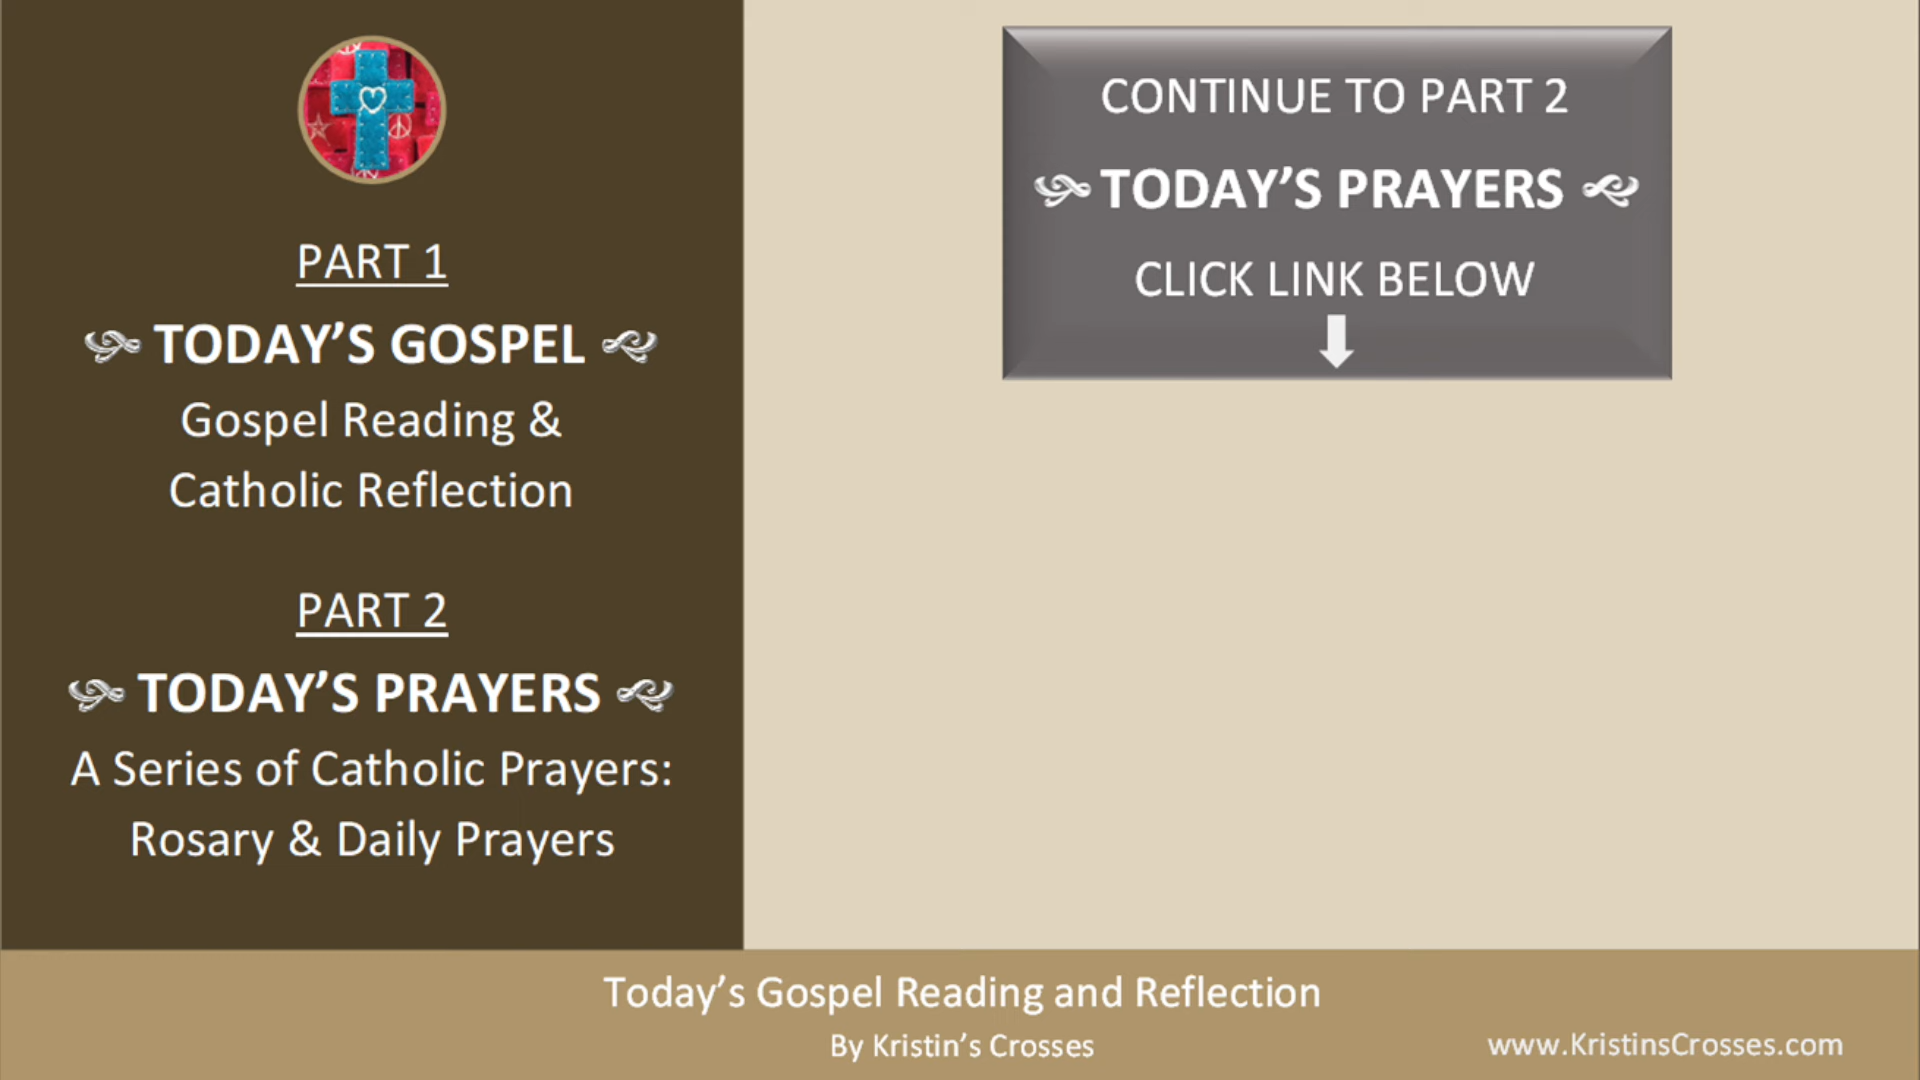 PART 1
TODAY’S GOSPEL
Gospel Reading &
Catholic Reflection
PART 2
TODAY’S PRAYERS
A Series of Catholic Prayers:
Rosary & Daily Prayers
CONTINUE TO PART 2
TODAY’S PRAYERS
CLICK LINK BELOW
Today’s Gospel Reading and Reflection
By Kristin’s Crosses
www.KristinsCrosses.com